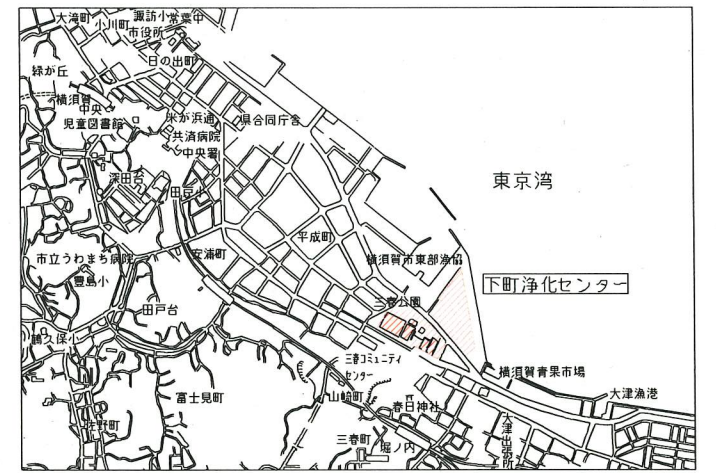 大滝町
小川町
諏訪小
常葉中
市役所
日の出町
緑が丘
横須賀
中央
児童図書館
米が浜通
県合同庁舎
共済病院
中央署
深田台
田戸小
東京湾
平成町
安浦町
市立うわまち病院
豊島小
横須賀市東部漁協
下町浄化センター
三春公園
田戸台
鶴久保小
三春コミュニティ
センター
横須賀青果市場
大津漁港
富士見町
山崎町
春日神社
佐野町
三春町
堀ノ内
大津出張所